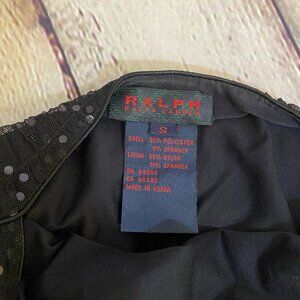 RALPH
RALPH LAUREN
S
SHELL: 95% POLYESTER
5% SPANDEX
LINING: 90% NYLON
10% SPANDEX
MADE IN KOREA